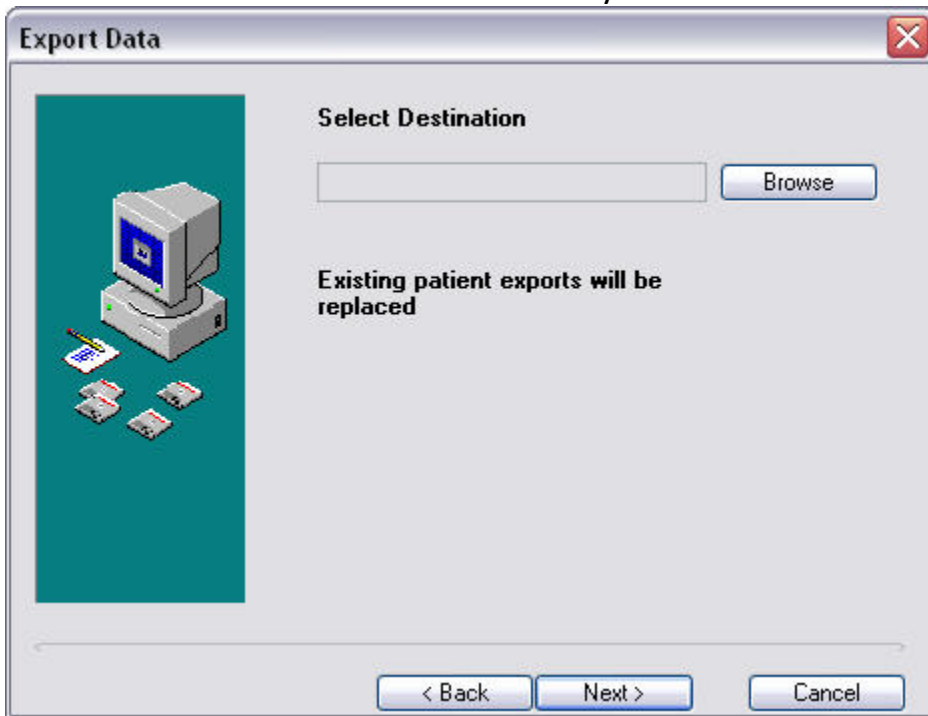 Export Data
Select Destination
Browse
Existing patient exports will be
replaced
< Back
Next >
Cancel